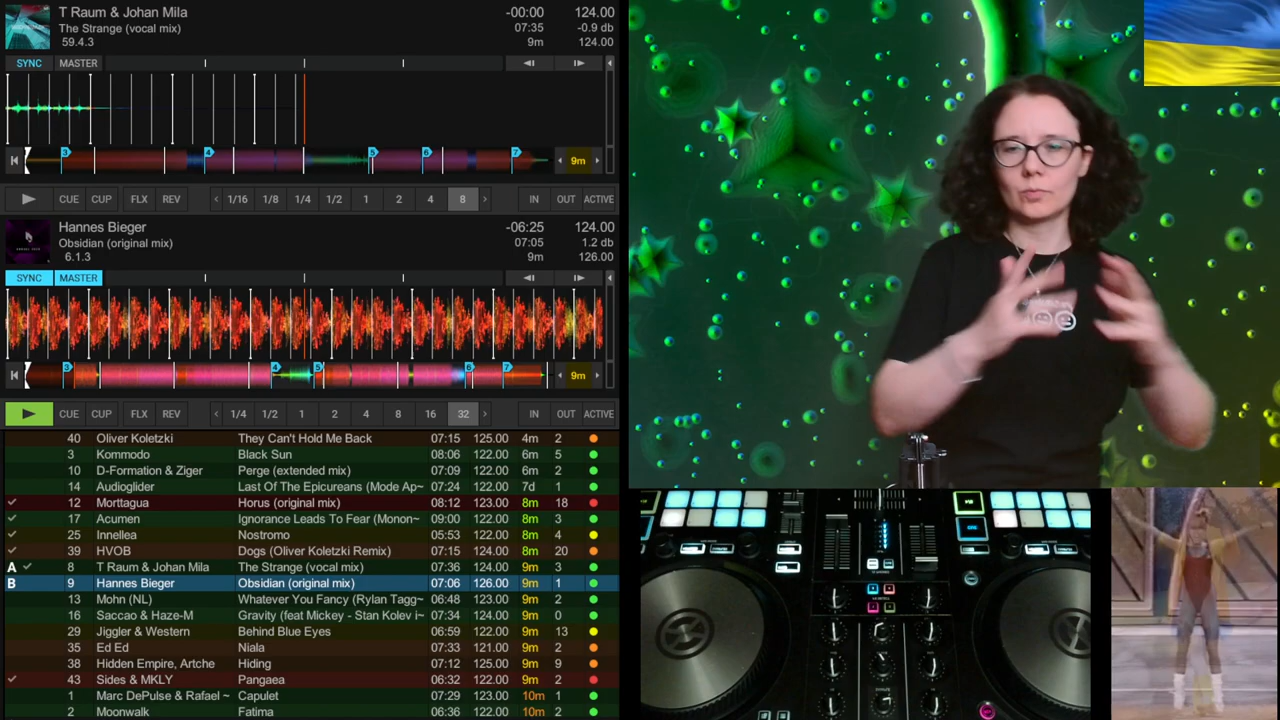 T Raum & Johan Mila -00:00 124.00
The Strange (vocal mix) 07:35 -0.9 db
59.4.3 9m 124.00
SYNC MASTER
3 4 5 6 7 9m
CUE CUP FLX REV 1/16 1/8 1/4 1/2 1 2 4 8 IN OUT ACTIVE
Hannes Bieger -06:25 124.00
Obsidian (original mix) 07:05 1.2 db
6.1.3 9m 126.00
SYNC MASTER
3 4 5 6 7 9m
CUE CUP FLX REV 1/4 1/2 1 2 4 8 16 32 IN OUT ACTIVE
40 Oliver Koletzki They Can't Hold Me Back 07:15 125.00 4m 2
3 Kommodo Black Sun 08:06 122.00 6m 5
10 D-Formation & Ziger Perge (extended mix) 07:09 122.00 6m 2
14 Audioglider Last Of The Epicureans (Mode Ap~ 07:24 122.00 7d 1
12 Morttagua Horus (original mix) 08:12 123.00 8m 18
17 Acumen Ignorance Leads To Fear (Monon~ 09:00 122.00 8m 3
25 Innellea Nostromo 05:53 122.00 8m 4
39 HVOB Dogs (Oliver Koletzki Remix) 07:15 124.00 8m 20
A 8 T Raum & Johan Mila The Strange (vocal mix) 07:36 124.00 9m 3
B 9 Hannes Bieger Obsidian (original mix) 07:06 126.00 9m 1
13 Mohn (NL) Whatever You Fancy (Rylan Tagg~ 06:48 123.00 9m 2
16 Saccao & Haze-M Gravity (feat Mickey - Stan Kolev i~ 07:34 124.00 9m 0
29 Jiggler & Western Behind Blue Eyes 06:59 122.00 9m 13
35 Ed Ed Niala 07:33 121.00 9m 2
38 Hidden Empire, Artche Hiding 07:12 125.00 9m 9
43 Sides & MKLY Pangaea 06:32 122.00 9m 2
1 Marc DePulse & Rafael ~ Capulet 07:29 123.00 10m 1
2 Moonwalk Fatima 06:36 122.00 10m 2